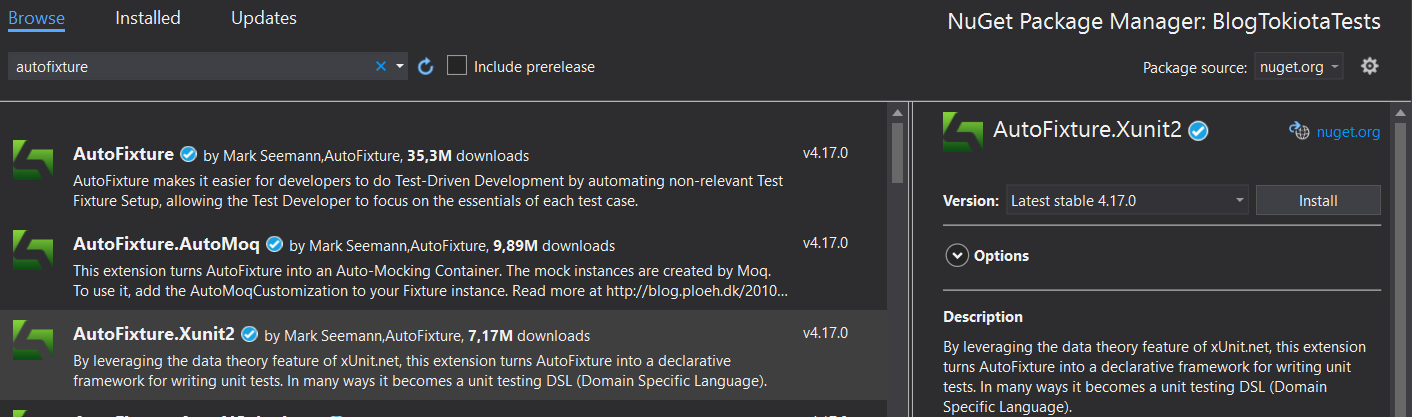 Browse Installed Updates
NuGet Package Manager: BlogTokiotaTests
autofixture
Include prerelease
Package source: nuget.org
AutoFixture by Mark Seemann,AutoFixture, 35,3M downloads v4.17.0
AutoFixture makes it easier for developers to do Test-Driven Development by automating non-relevant Test
Fixture Setup, allowing the Test Developer to focus on the essentials of each test case.
AutoFixture.AutoMoq by Mark Seemann,AutoFixture, 9,89M downloads v4.17.0
This extension turns AutoFixture into an Auto-Mocking Container. The mock instances are created by Moq.
To use it, add the AutoMoqCustomization to your Fixture instance. Read more at http://blog.ploeh.dk/2010...
AutoFixture.Xunit2 by Mark Seemann,AutoFixture, 7,17M downloads v4.17.0
By leveraging the data theory feature of xUnit.net, this extension turns AutoFixture into a declarative
framework for writing unit tests. In many ways it becomes a unit testing DSL (Domain Specific Language).
AutoFixture.Xunit2 nuget.org
Version: Latest stable 4.17.0 Install
Options
Description
By leveraging the data theory feature of xUnit.net, this extension
turns AutoFixture into a declarative framework for writing unit
tests. In many ways it becomes a unit testing DSL (Domain
Specific Language).